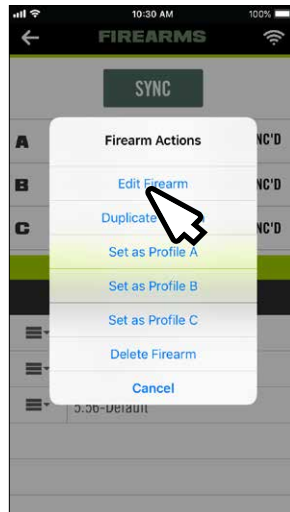 10:30 AM
100%
FIREARMS
SYNC
Firearm Actions
A
NC'D
Edit Firearm
B
NC'D
Duplicate
C
NC'D
Set as Profile A
Set as Profile B
Set as Profile C
Delete Firearm
Cancel
5.56-Default